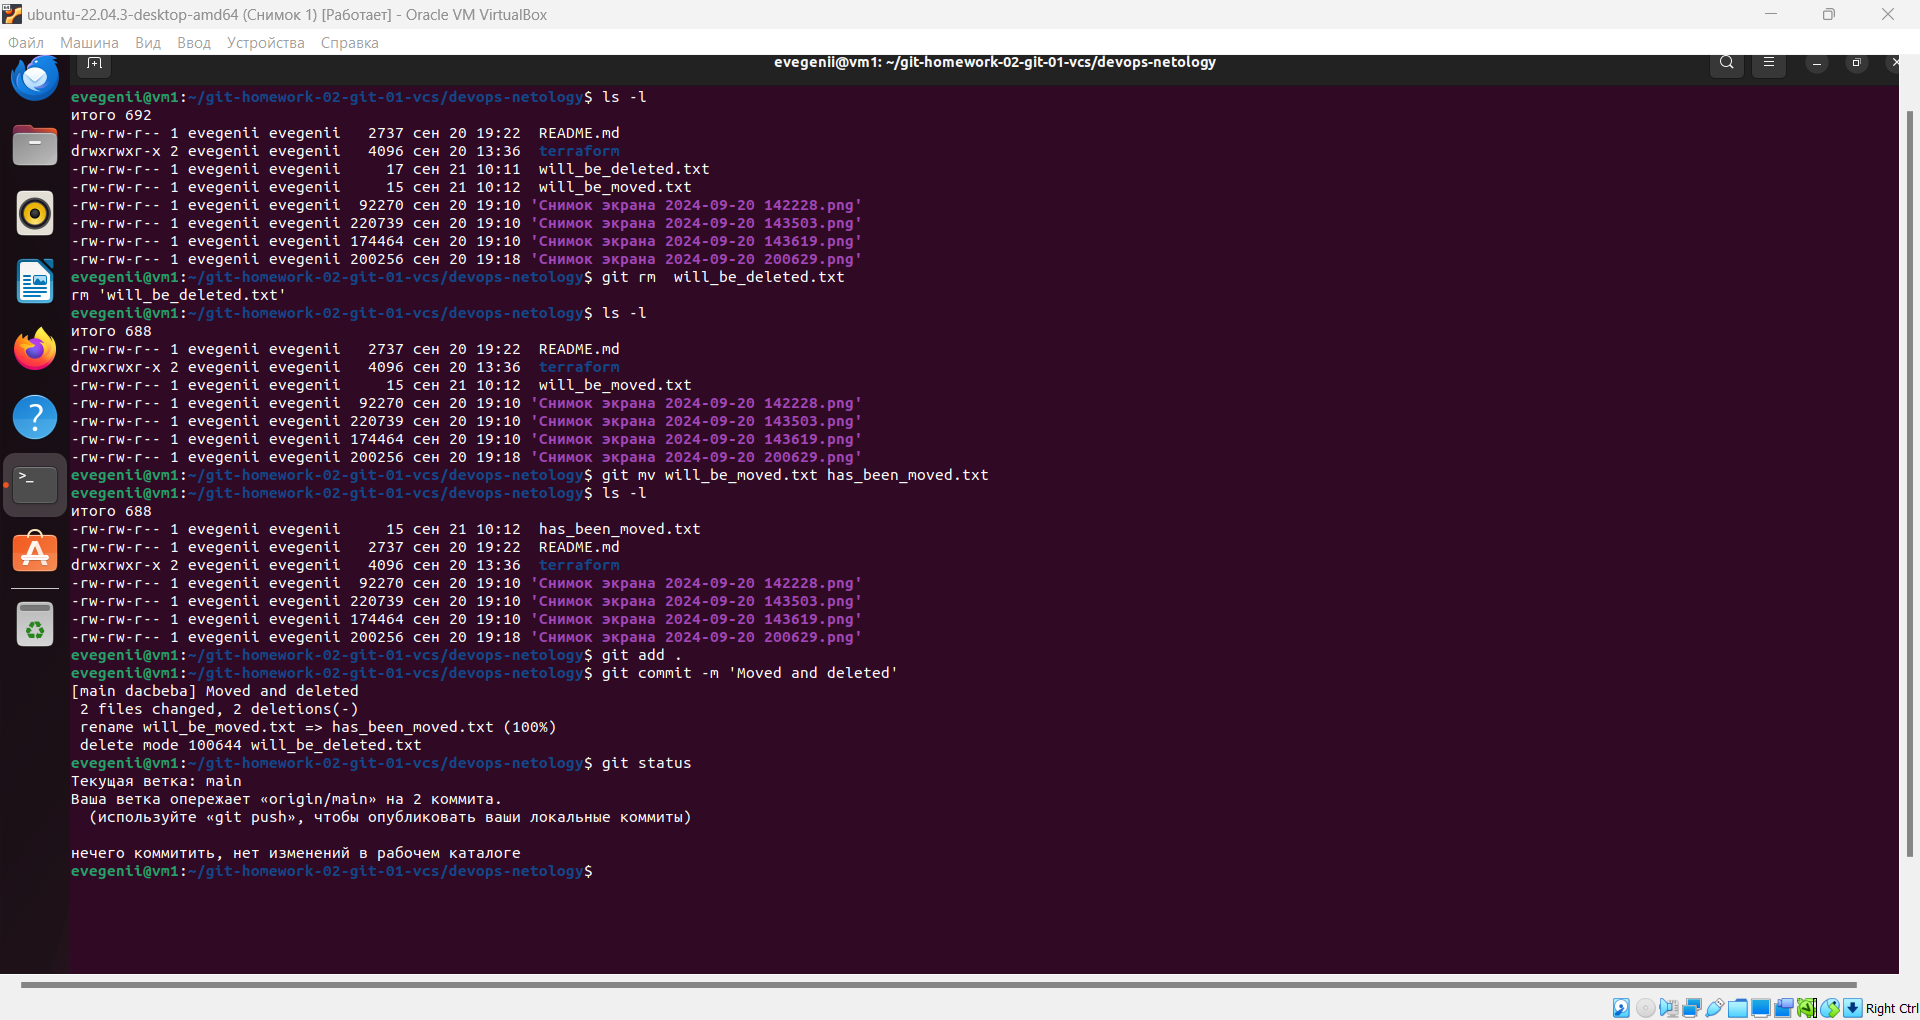 ubuntu-22.04.3-desktop-amd64 (Снимок 1) [Работает] - Oracle VM VirtualBox
Файл Машина Вид Ввод Устройства Справка
evegenii@vm1: ~/git-homework-02-git-01-vcs/devops-netology
evegenii@vm1:~/git-homework-02-git-01-vcs/devops-netology$ ls -l
итого 692
-rw-rw-r-- 1 evegenii evegenii   2737 сен 20 19:22  README.md
drwxrwxr-x 2 evegenii evegenii   4096 сен 20 13:36  terraform
-rw-rw-r-- 1 evegenii evegenii     17 сен 21 10:11  will_be_deleted.txt
-rw-rw-r-- 1 evegenii evegenii     15 сен 21 10:12  will_be_moved.txt
-rw-rw-r-- 1 evegenii evegenii  92270 сен 20 19:10 'Снимок экрана 2024-09-20 142228.png'
-rw-rw-r-- 1 evegenii evegenii 220739 сен 20 19:10 'Снимок экрана 2024-09-20 143503.png'
-rw-rw-r-- 1 evegenii evegenii 174464 сен 20 19:10 'Снимок экрана 2024-09-20 143619.png'
-rw-rw-r-- 1 evegenii evegenii 200256 сен 20 19:18 'Снимок экрана 2024-09-20 200629.png'
evegenii@vm1:~/git-homework-02-git-01-vcs/devops-netology$ git rm  will_be_deleted.txt
rm 'will_be_deleted.txt'
evegenii@vm1:~/git-homework-02-git-01-vcs/devops-netology$ ls -l
итого 688
-rw-rw-r-- 1 evegenii evegenii   2737 сен 20 19:22  README.md
drwxrwxr-x 2 evegenii evegenii   4096 сен 20 13:36  terraform
-rw-rw-r-- 1 evegenii evegenii     15 сен 21 10:12  will_be_moved.txt
-rw-rw-r-- 1 evegenii evegenii  92270 сен 20 19:10 'Снимок экрана 2024-09-20 142228.png'
-rw-rw-r-- 1 evegenii evegenii 220739 сен 20 19:10 'Снимок экрана 2024-09-20 143503.png'
-rw-rw-r-- 1 evegenii evegenii 174464 сен 20 19:10 'Снимок экрана 2024-09-20 143619.png'
-rw-rw-r-- 1 evegenii evegenii 200256 сен 20 19:18 'Снимок экрана 2024-09-20 200629.png'
evegenii@vm1:~/git-homework-02-git-01-vcs/devops-netology$ git mv will_be_moved.txt has_been_moved.txt
evegenii@vm1:~/git-homework-02-git-01-vcs/devops-netology$ ls -l
итого 688
-rw-rw-r-- 1 evegenii evegenii     15 сен 21 10:12  has_been_moved.txt
-rw-rw-r-- 1 evegenii evegenii   2737 сен 20 19:22  README.md
drwxrwxr-x 2 evegenii evegenii   4096 сен 20 13:36  terraform
-rw-rw-r-- 1 evegenii evegenii  92270 сен 20 19:10 'Снимок экрана 2024-09-20 142228.png'
-rw-rw-r-- 1 evegenii evegenii 220739 сен 20 19:10 'Снимок экрана 2024-09-20 143503.png'
-rw-rw-r-- 1 evegenii evegenii 174464 сен 20 19:10 'Снимок экрана 2024-09-20 143619.png'
-rw-rw-r-- 1 evegenii evegenii 200256 сен 20 19:18 'Снимок экрана 2024-09-20 200629.png'
evegenii@vm1:~/git-homework-02-git-01-vcs/devops-netology$ git add .
evegenii@vm1:~/git-homework-02-git-01-vcs/devops-netology$ git commit -m 'Moved and deleted'
[main dacbeba] Moved and deleted
 2 files changed, 2 deletions(-)
 rename will_be_moved.txt => has_been_moved.txt (100%)
 delete mode 100644 will_be_deleted.txt
evegenii@vm1:~/git-homework-02-git-01-vcs/devops-netology$ git status
Текущая ветка: main
Ваша ветка опережает «origin/main» на 2 коммита.
  (используйте «git push», чтобы опубликовать ваши локальные коммиты)
нечего коммитить, нет изменений в рабочем каталоге
evegenii@vm1:~/git-homework-02-git-01-vcs/devops-netology$
Right Ctrl